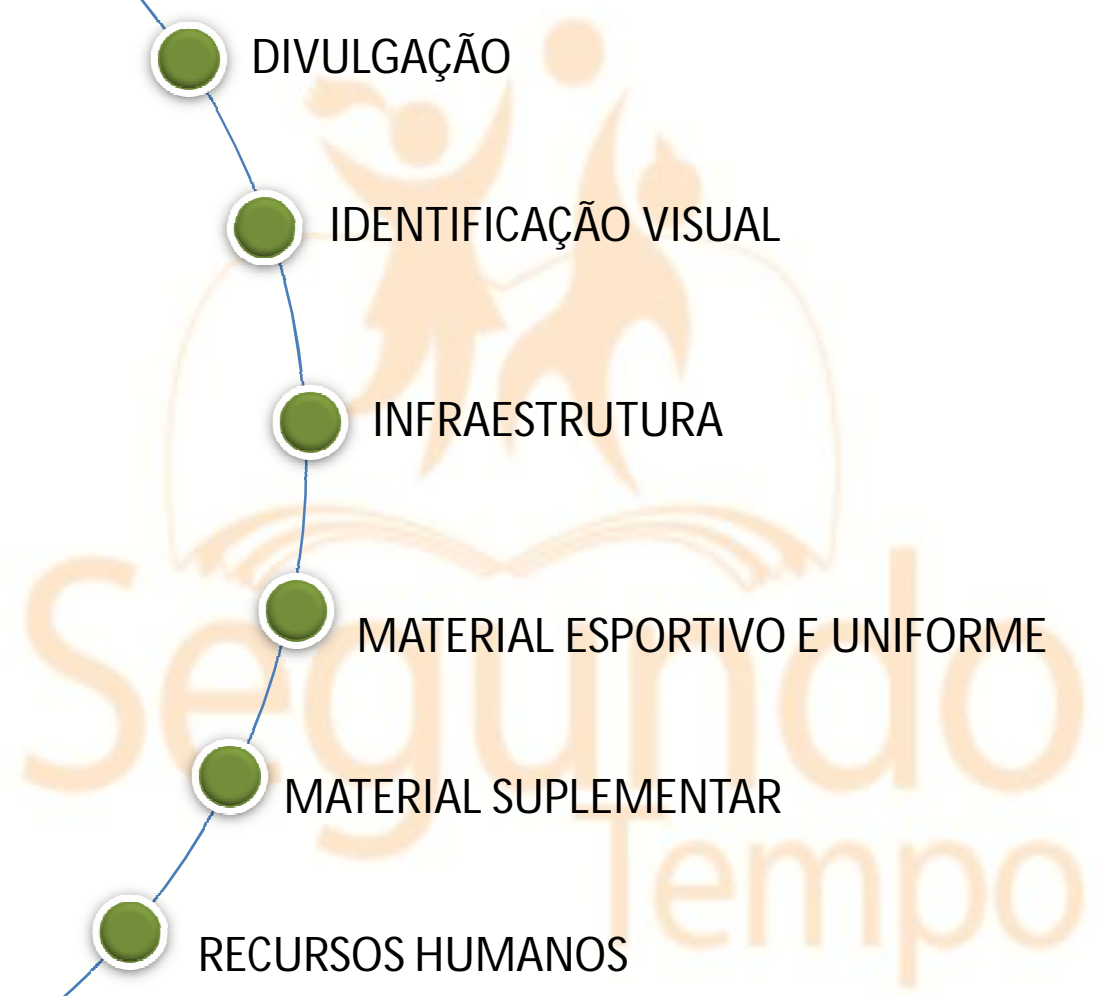 DIVULGAÇÃO
IDENTIFICAÇÃO VISUAL
INFRAESTRUTURA
MATERIAL ESPORTIVO E UNIFORME
Segundo
MATERIAL SUPLEMENTAR
Tempo
RECURSOS HUMANOS